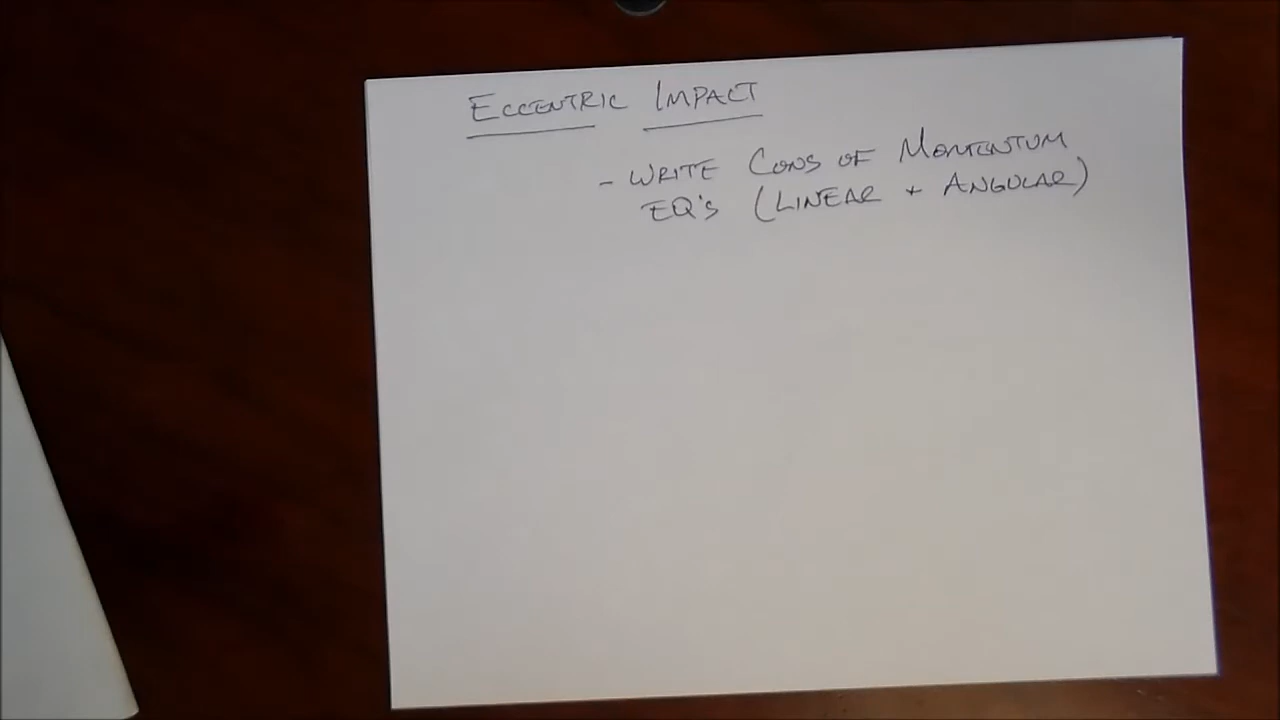 ECCENTRIC IMPACT
- WRITE CONS OF MOMENTUM
EQ'S (LINEAR + ANGULAR)